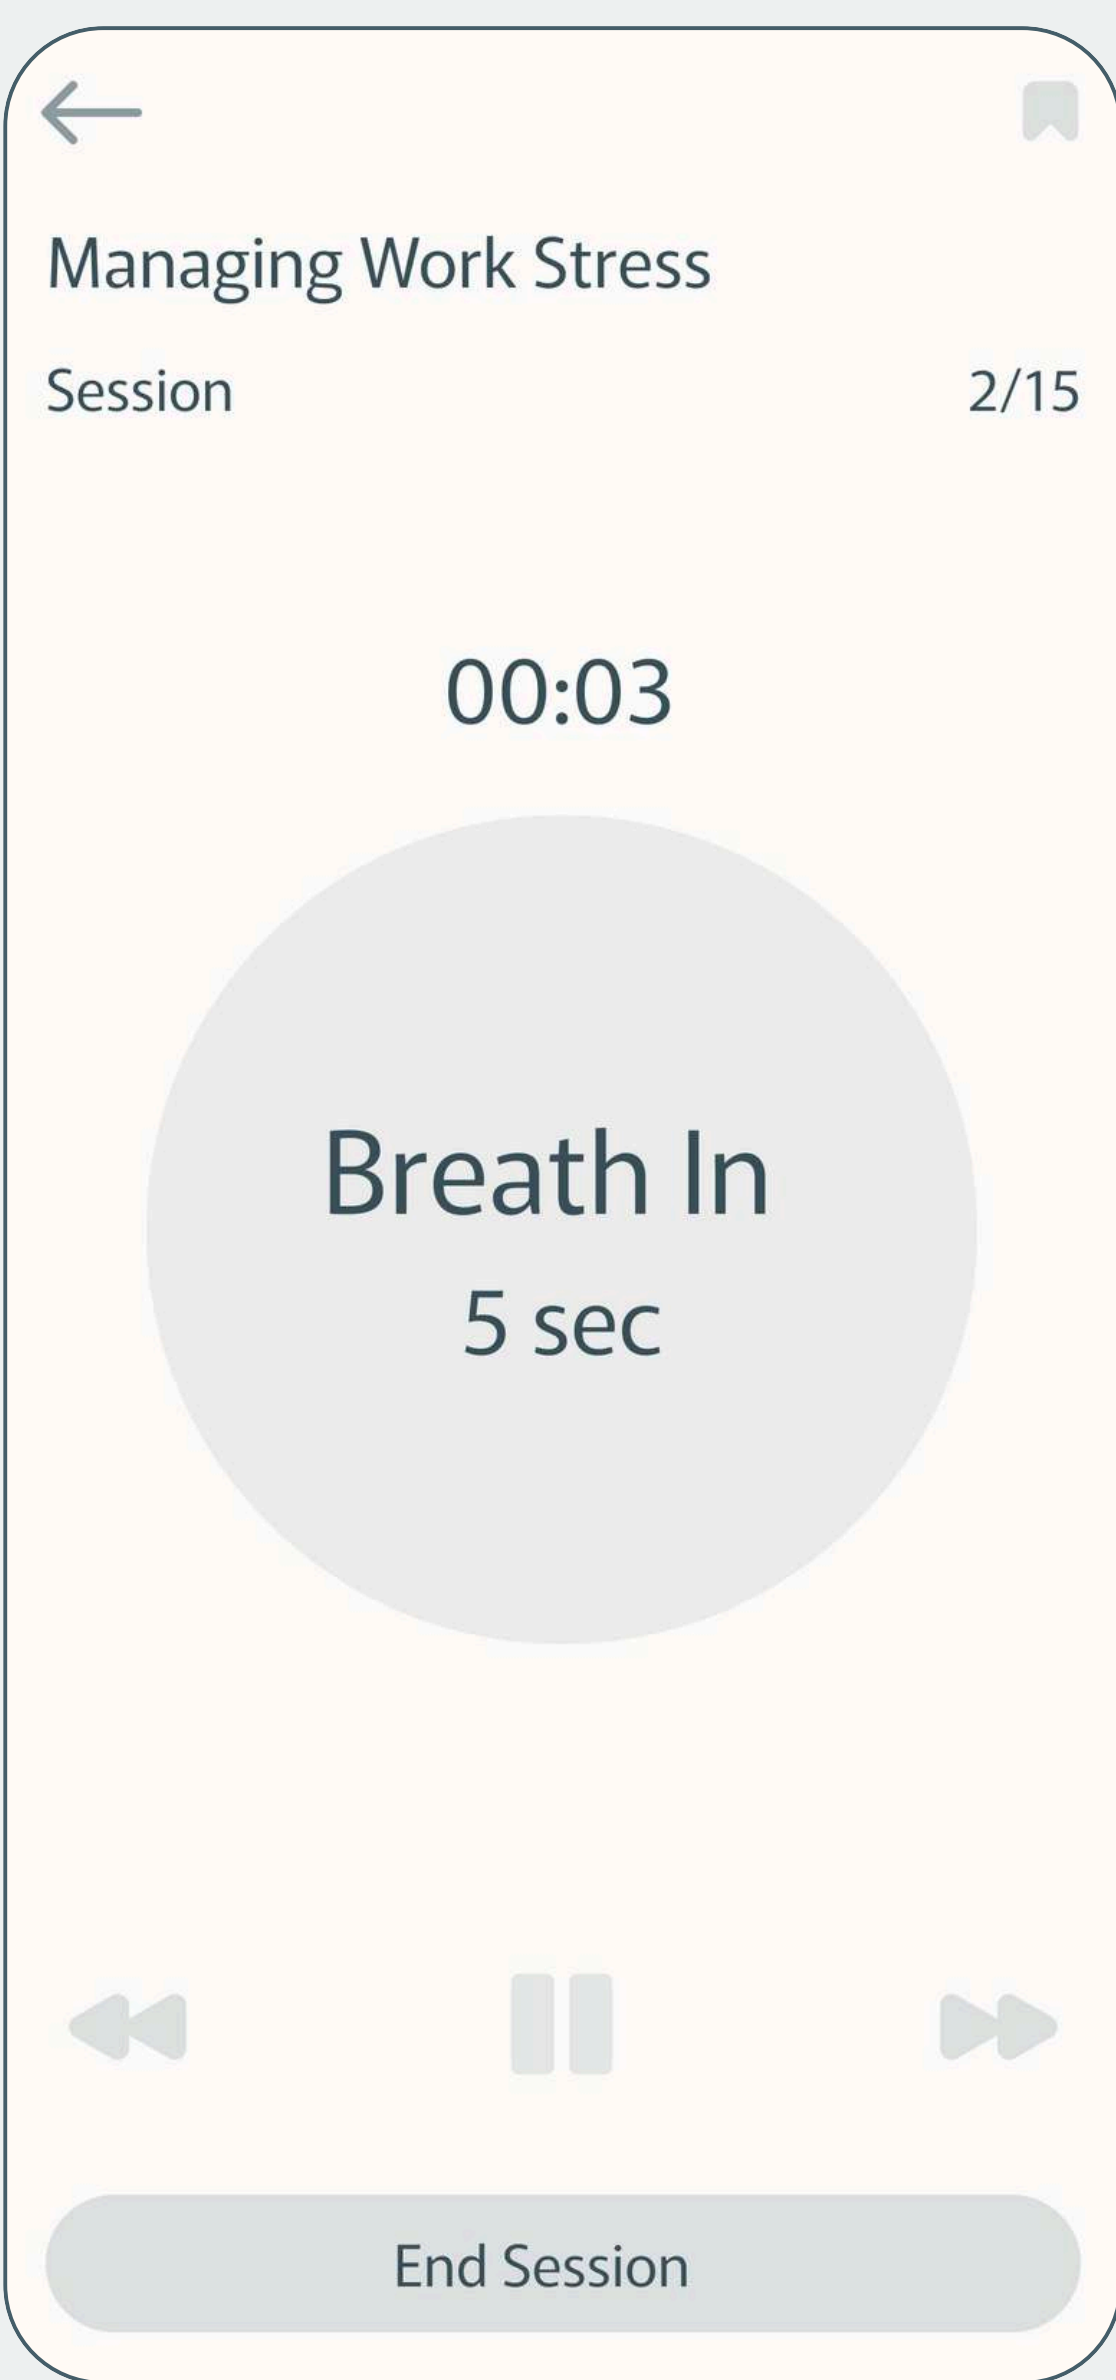 Managing Work Stress
Session 2/15
00:03
Breath In
5 sec
End Session